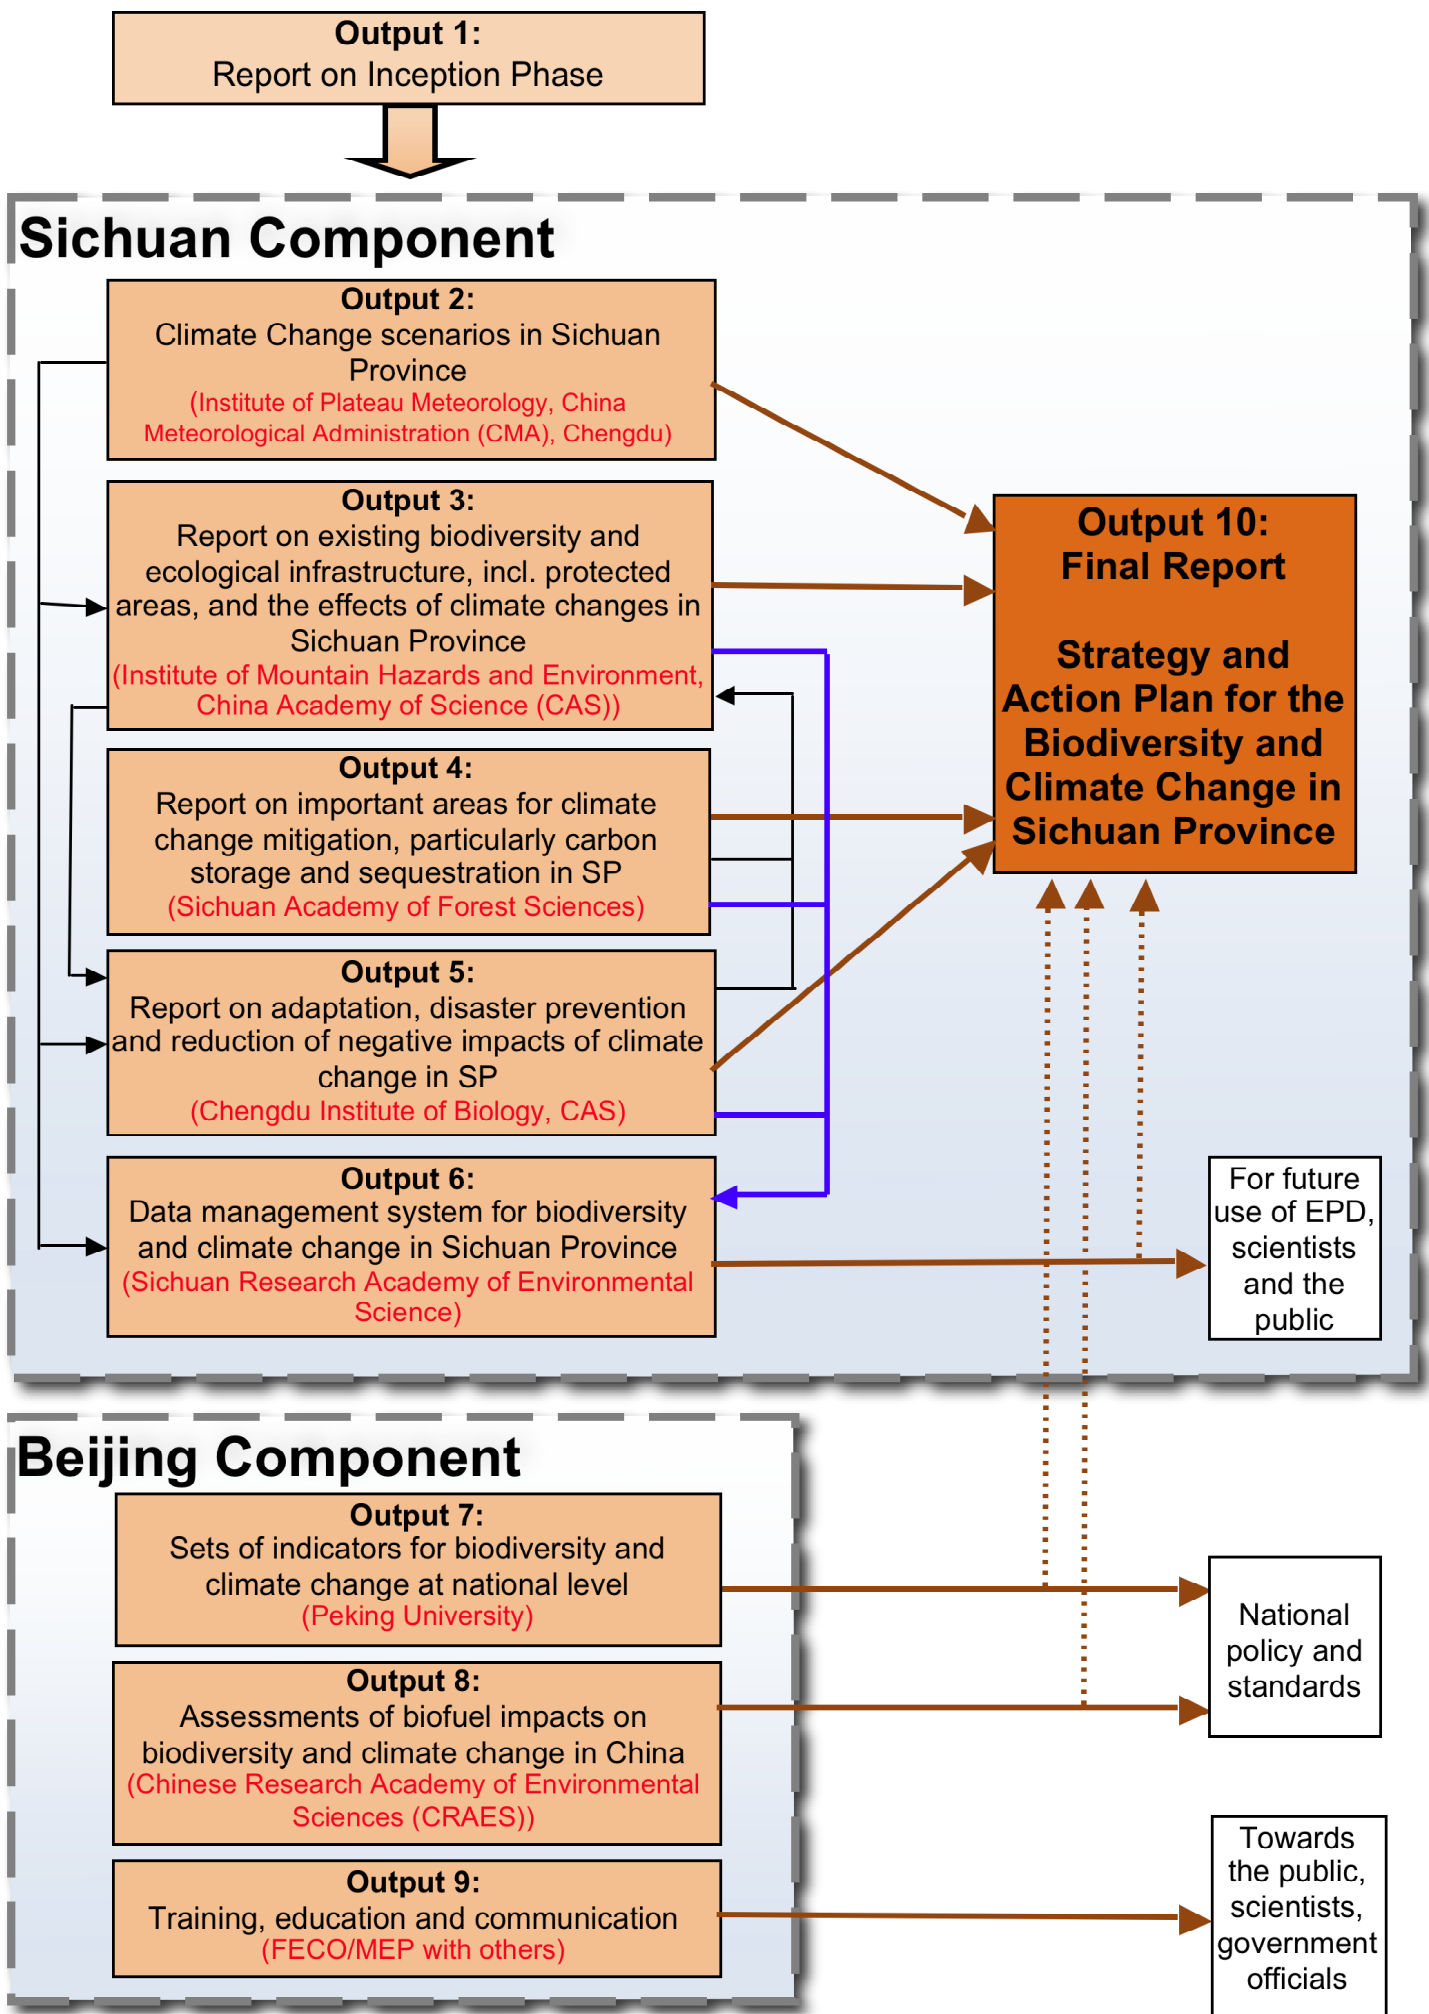 Output 1:
Report on Inception Phase
Sichuan Component
Output 2:
Climate Change scenarios in Sichuan
Province
(Institute of Plateau Meteorology, China
Meteorological Administration (CMA), Chengdu)
Output 3:
Report on existing biodiversity and
ecological infrastructure, incl. protected
areas, and the effects of climate changes in
Sichuan Province
(Institute of Mountain Hazards and Environment,
China Academy of Science (CAS))
Output 4:
Report on important areas for climate
change mitigation, particularly carbon
storage and sequestration in SP
(Sichuan Academy of Forest Sciences)
Output 5:
Report on adaptation, disaster prevention
and reduction of negative impacts of climate
change in SP
(Chengdu Institute of Biology, CAS)
Output 6:
Data management system for biodiversity
and climate change in Sichuan Province
(Sichuan Research Academy of Environmental
Science)
Output 10:
Final Report
Strategy and
Action Plan for the
Biodiversity and
Climate Change in
Sichuan Province
For future
use of EPD,
scientists
and the
public
Beijing Component
Output 7:
Sets of indicators for biodiversity and
climate change at national level
(Peking University)
Output 8:
Assessments of biofuel impacts on
biodiversity and climate change in China
(Chinese Research Academy of Environmental
Sciences (CRAES))
Output 9:
Training, education and communication
(FECO/MEP with others)
National
policy and
standards
Towards
the public,
scientists,
government
officials